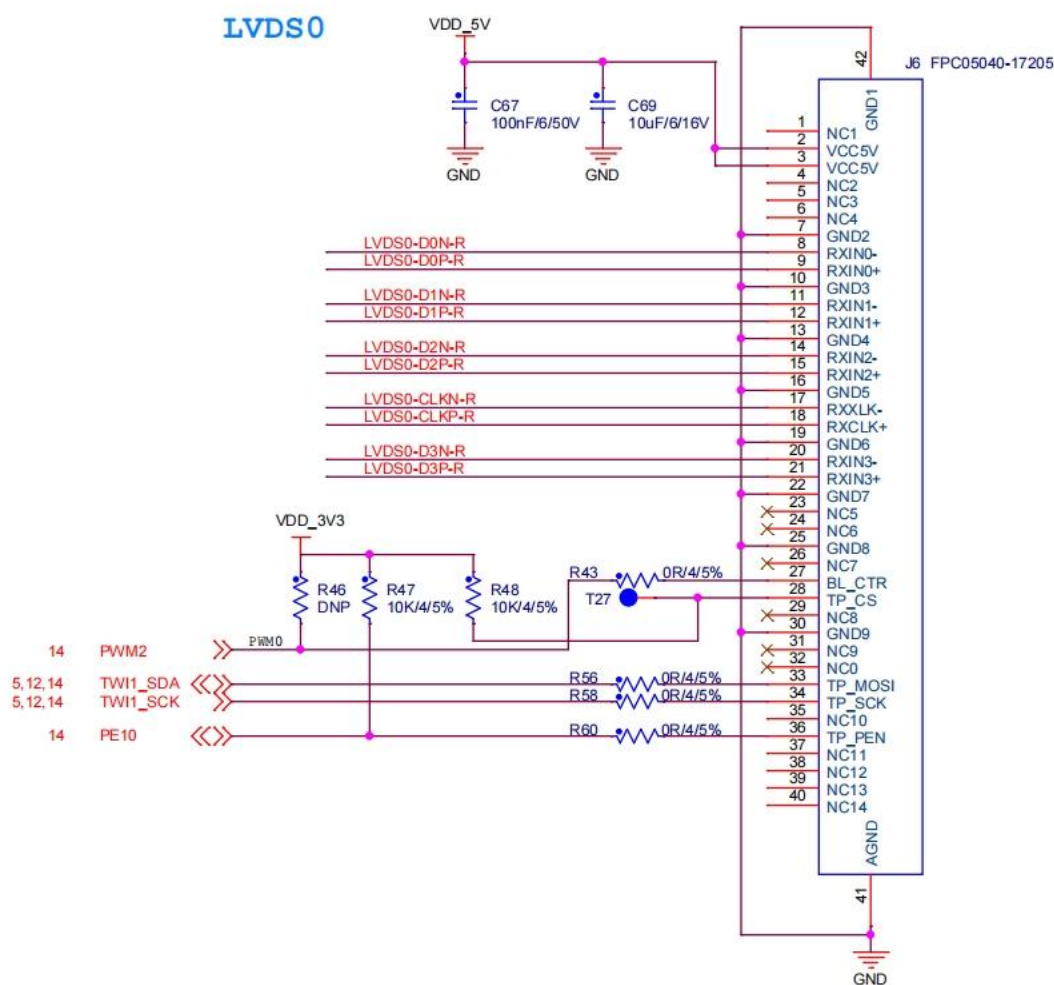 LVDS0
VDD_5V
C67
100nF/6/50V
GND
C69
10uF/6/16V
GND
J6 FPC05040-17205
42
GND1
1 NC1
2 VCC5V
3 VCC5V
4 NC2
5 NC3
6 NC4
7 GND2
LVDS0-D0N-R 8 RXIN0-
LVDS0-D0P-R 9 RXIN0+
10 GND3
LVDS0-D1N-R 11 RXIN1-
LVDS0-D1P-R 12 RXIN1+
13 GND4
LVDS0-D2N-R 14 RXIN2-
LVDS0-D2P-R 15 RXIN2+
16 GND5
LVDS0-CLKN-R 17 RXXLK-
LVDS0-CLKP-R 18 RXCLK+
19 GND6
LVDS0-D3N-R 20 RXIN3-
LVDS0-D3P-R 21 RXIN3+
22 GND7
23 NC5
24 NC6
25 GND8
26 NC7
VDD_3V3
R46
DNP
R47
10K/4/5%
R48
10K/4/5%
R43 0R/4/5% 27 BL_CTR
T27 28 TP_CS
29 NC8
30 GND9
14 PWM2 PWM0 31 NC9
32 NC0
5,12,14 TWI1_SDA R56 0R/4/5% 33 TP_MOSI
5,12,14 TWI1_SCK R58 0R/4/5% 34 TP_SCK
35 NC10
14 PE10 R60 0R/4/5% 36 TP_PEN
37 NC11
38 NC12
39 NC13
40 NC14
AGND
41
GND